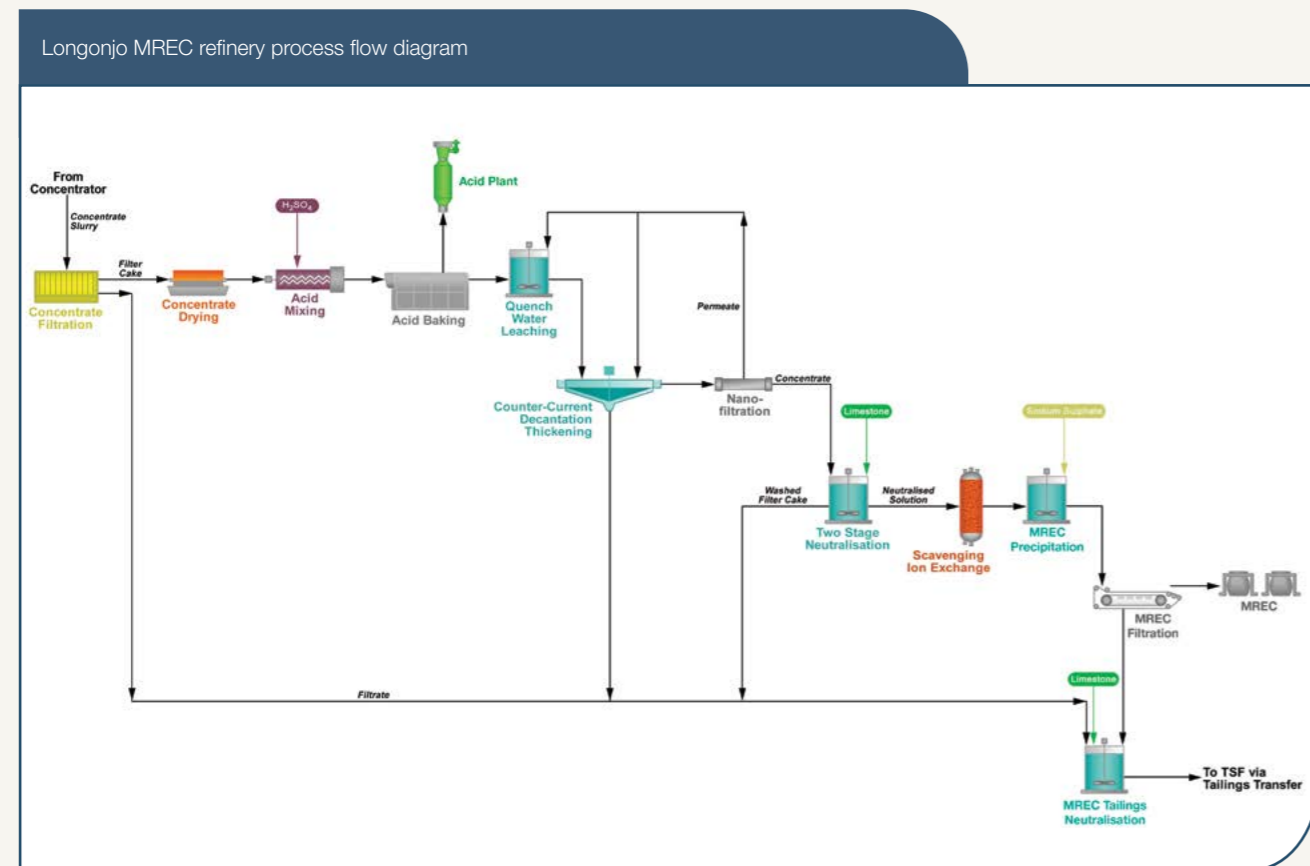 Longonjo MREC refinery process flow diagram
From
Concentrator
Concentrate
Slurry
Filter
Cake
Concentrate
Filtration
Concentrate
Drying
H₂SO₄
Acid
Mixing
Acid Baking
Acid Plant
Quench
Water
Leaching
Counter-Current
Decantation
Thickening
Permeate
Nano-
filtration
Concentrate
Limestone
Washed
Filter Cake
Neutralised
Solution
Two Stage
Neutralisation
Scavenging
Ion Exchange
Sodium Sulphate
MREC
Precipitation
MREC
Filtration
MREC
Filtrate
Limestone
MREC Tailings
Neutralisation
To TSF via
Tailings Transfer